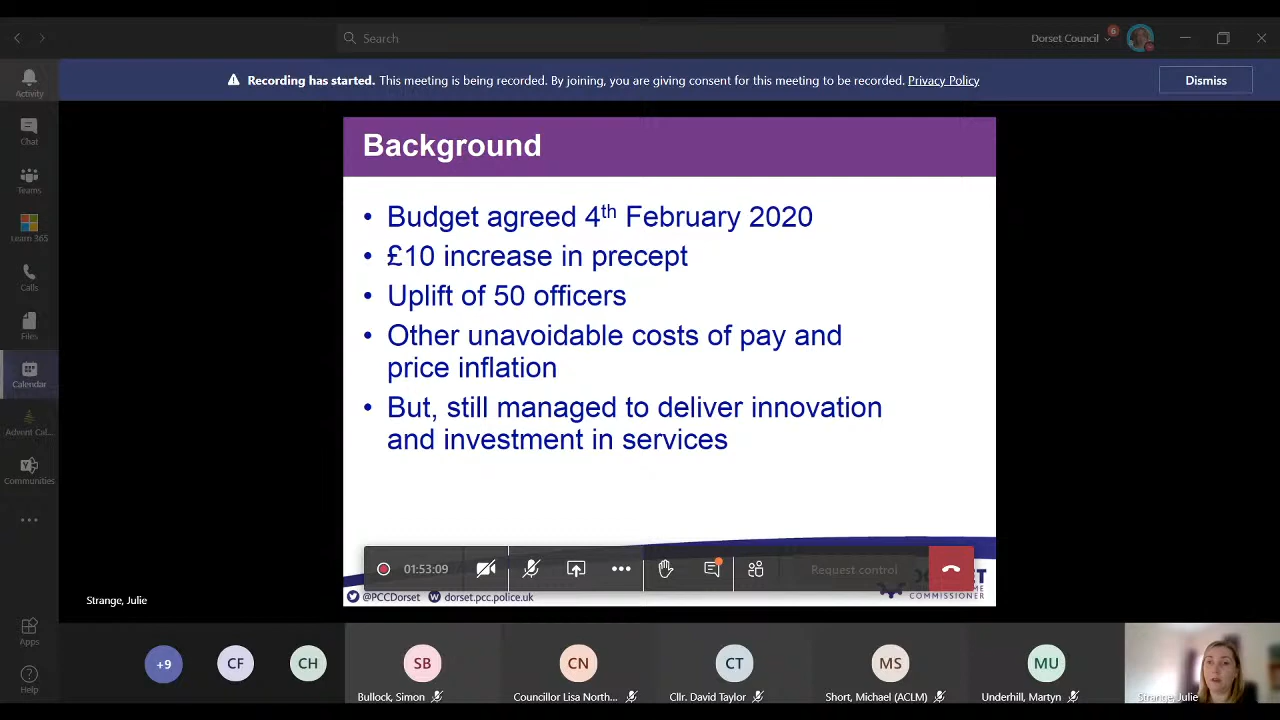 Search
Dorset Council
6
Activity
Recording has started. This meeting is being recorded. By joining, you are giving consent for this meeting to be recorded. Privacy Policy
Dismiss
Chat
Teams
Learn 365
Calls
Files
Calendar
Advent Cal...
Communities
Apps
Help
Background
• Budget agreed 4th February 2020
• £10 increase in precept
• Uplift of 50 officers
• Other unavoidable costs of pay and
price inflation
• But, still managed to deliver innovation
and investment in services
01:53:09
Request control
@PCCDorset
dorset.pcc.police.uk
COMMISSIONER
Strange, Julie
+9
CF
CH
SB
Bullock, Simon
CN
Councillor Lisa North...
CT
Cllr. David Taylor
MS
Short, Michael (ACLM)
MU
Underhill, Martyn
Strange, Julie